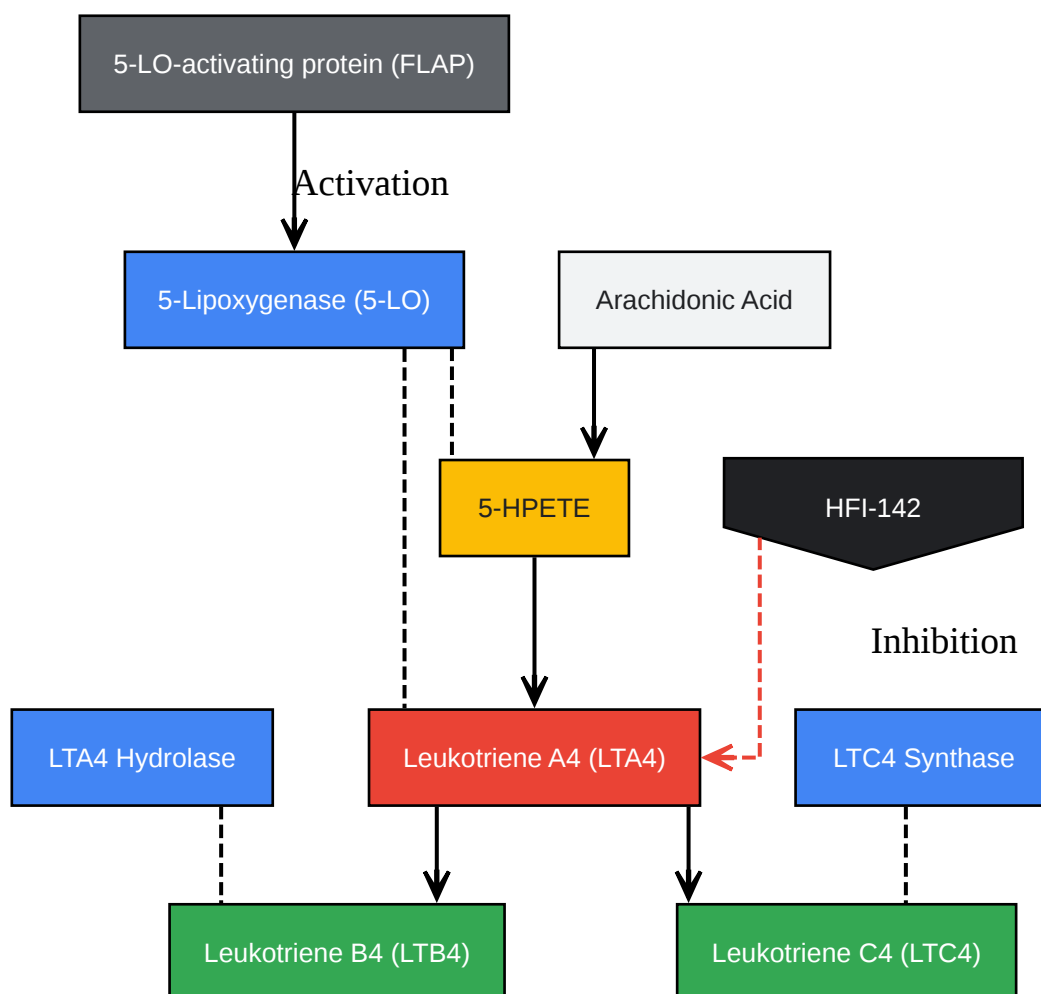 5-LO-activating protein (FLAP)
Activation
5-Lipoxygenase (5-LO)
Arachidonic Acid
5-HPETE
HFI-142
Inhibition
LTA4 Hydrolase
Leukotriene A4 (LTA4)
LTC4 Synthase
Leukotriene B4 (LTB4)
Leukotriene C4 (LTC4)